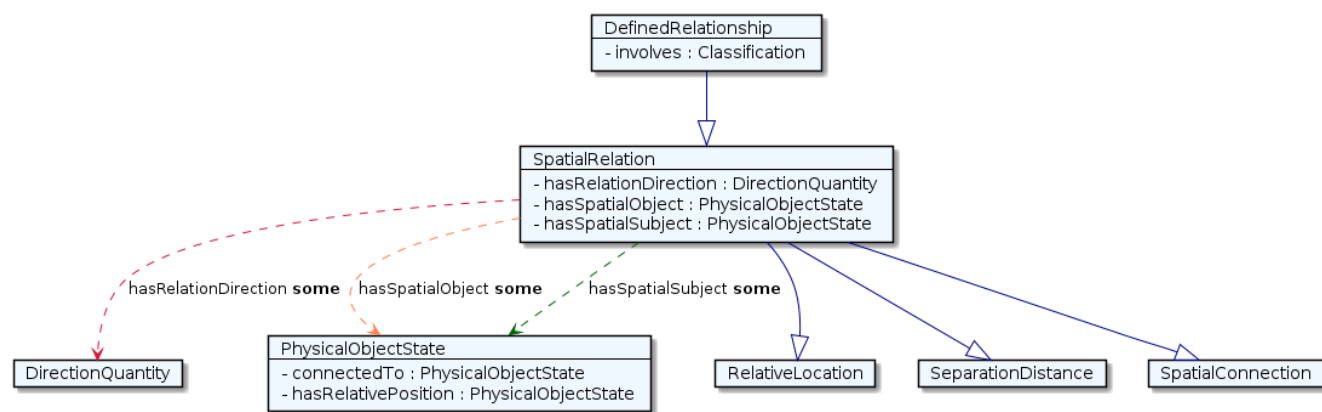 DefinedRelationship
- involves : Classification
SpatialRelation
- hasRelationDirection : DirectionQuantity
- hasSpatialObject : PhysicalObjectState
- hasSpatialSubject : PhysicalObjectState
hasRelationDirection some
hasSpatialObject some
hasSpatialSubject some
DirectionQuantity
PhysicalObjectState
- connectedTo : PhysicalObjectState
- hasRelativePosition : PhysicalObjectState
RelativeLocation
SeparationDistance
SpatialConnection